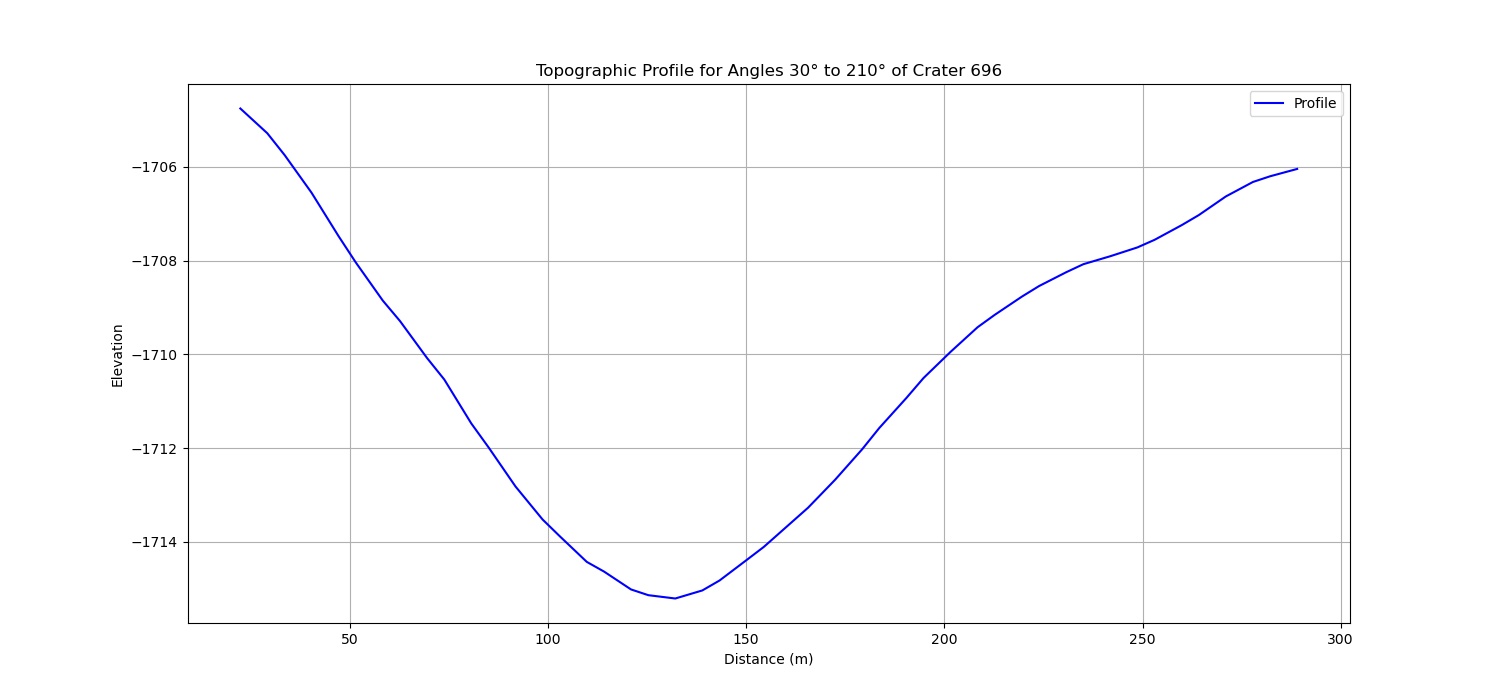 Topographic Profile for Angles 30° to 210° of Crater 696
Profile
−1706
−1708
−1710
−1712
−1714
Elevation
50
100
150
200
250
300
Distance (m)